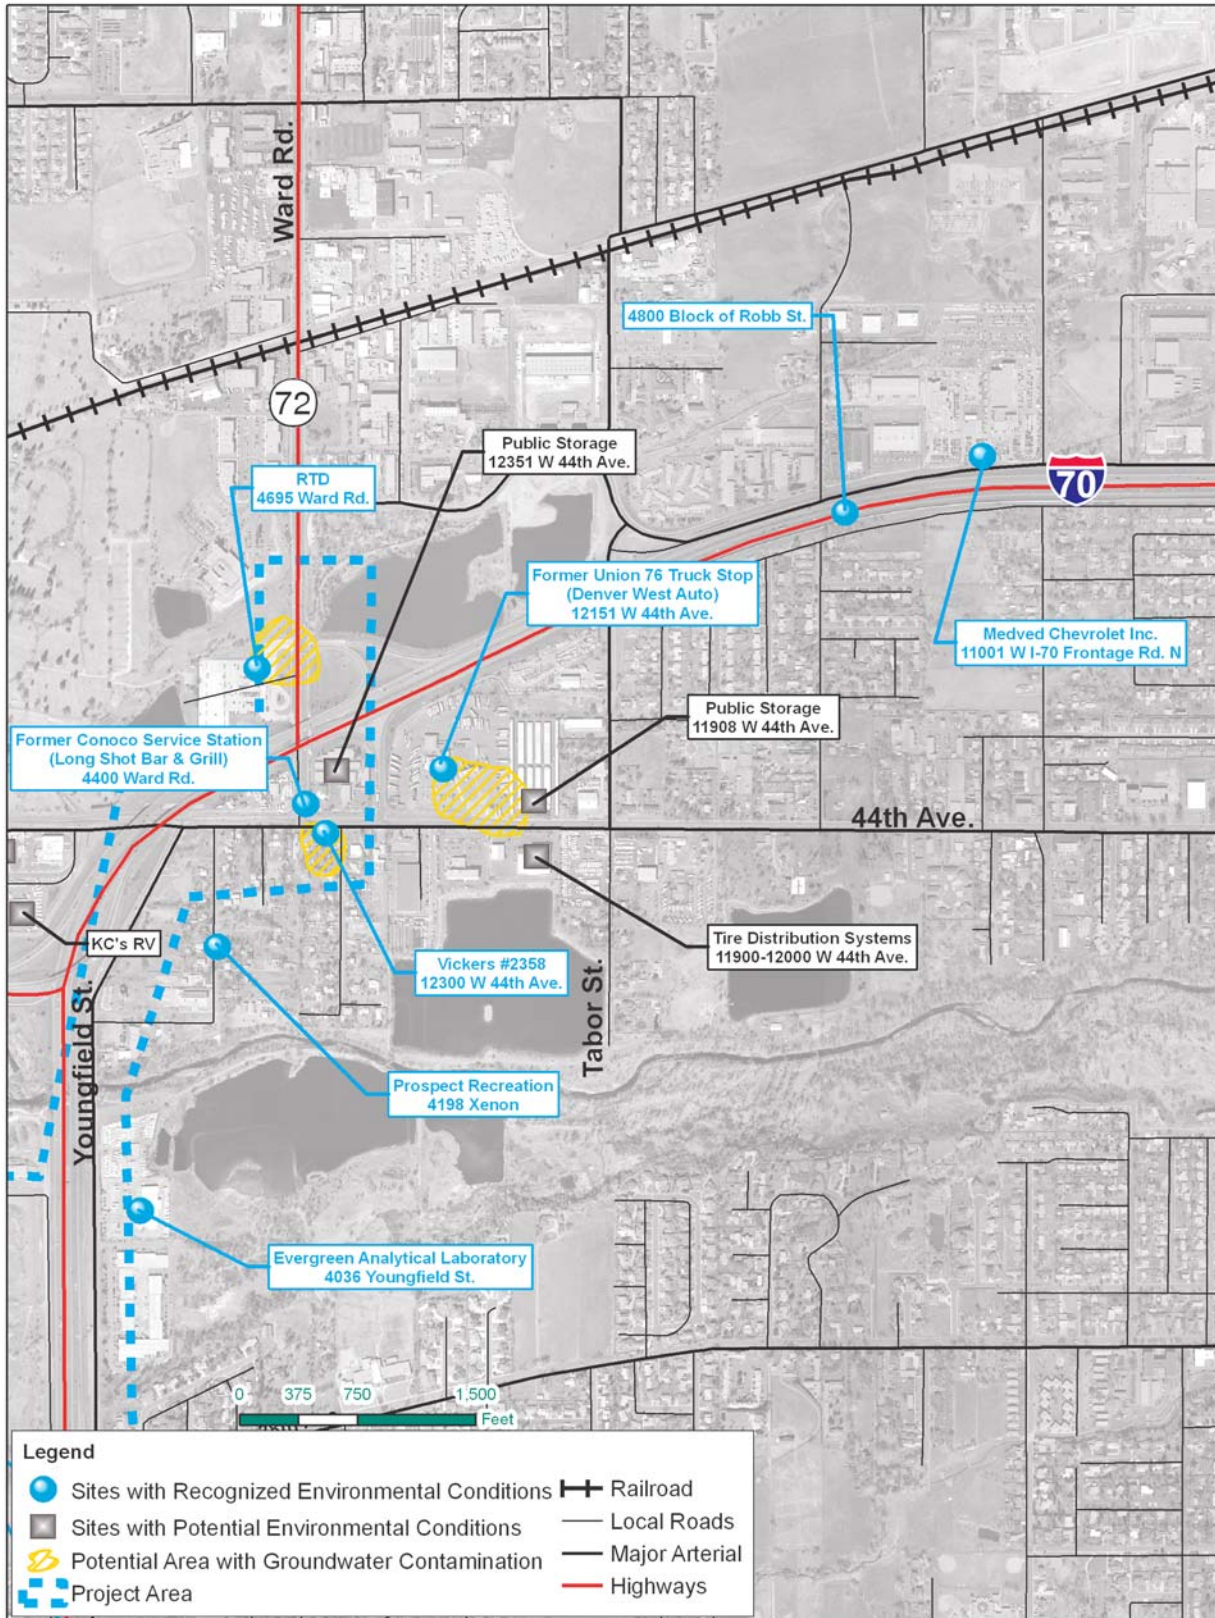 Ward Rd.
4800 Block of Robb St.
72
Public Storage
12351 W 44th Ave.
RTD
4695 Ward Rd.
70
Former Union 76 Truck Stop
(Denver West Auto)
12151 W 44th Ave.
Medved Chevrolet Inc.
11001 W I-70 Frontage Rd. N
Public Storage
11908 W 44th Ave.
Former Conoco Service Station
(Long Shot Bar & Grill)
4400 Ward Rd.
44th Ave.
KC's RV
Tire Distribution Systems
11900-12000 W 44th Ave.
Vickers #2358
12300 W 44th Ave.
Tabor St.
Youngfield St.
Prospect Recreation
4198 Xenon
Evergreen Analytical Laboratory
4036 Youngfield St.
0 375 750 1,500
Feet
Legend
Sites with Recognized Environmental Conditions
Sites with Potential Environmental Conditions
Potential Area with Groundwater Contamination
Project Area
Railroad
Local Roads
Major Arterial
Highways